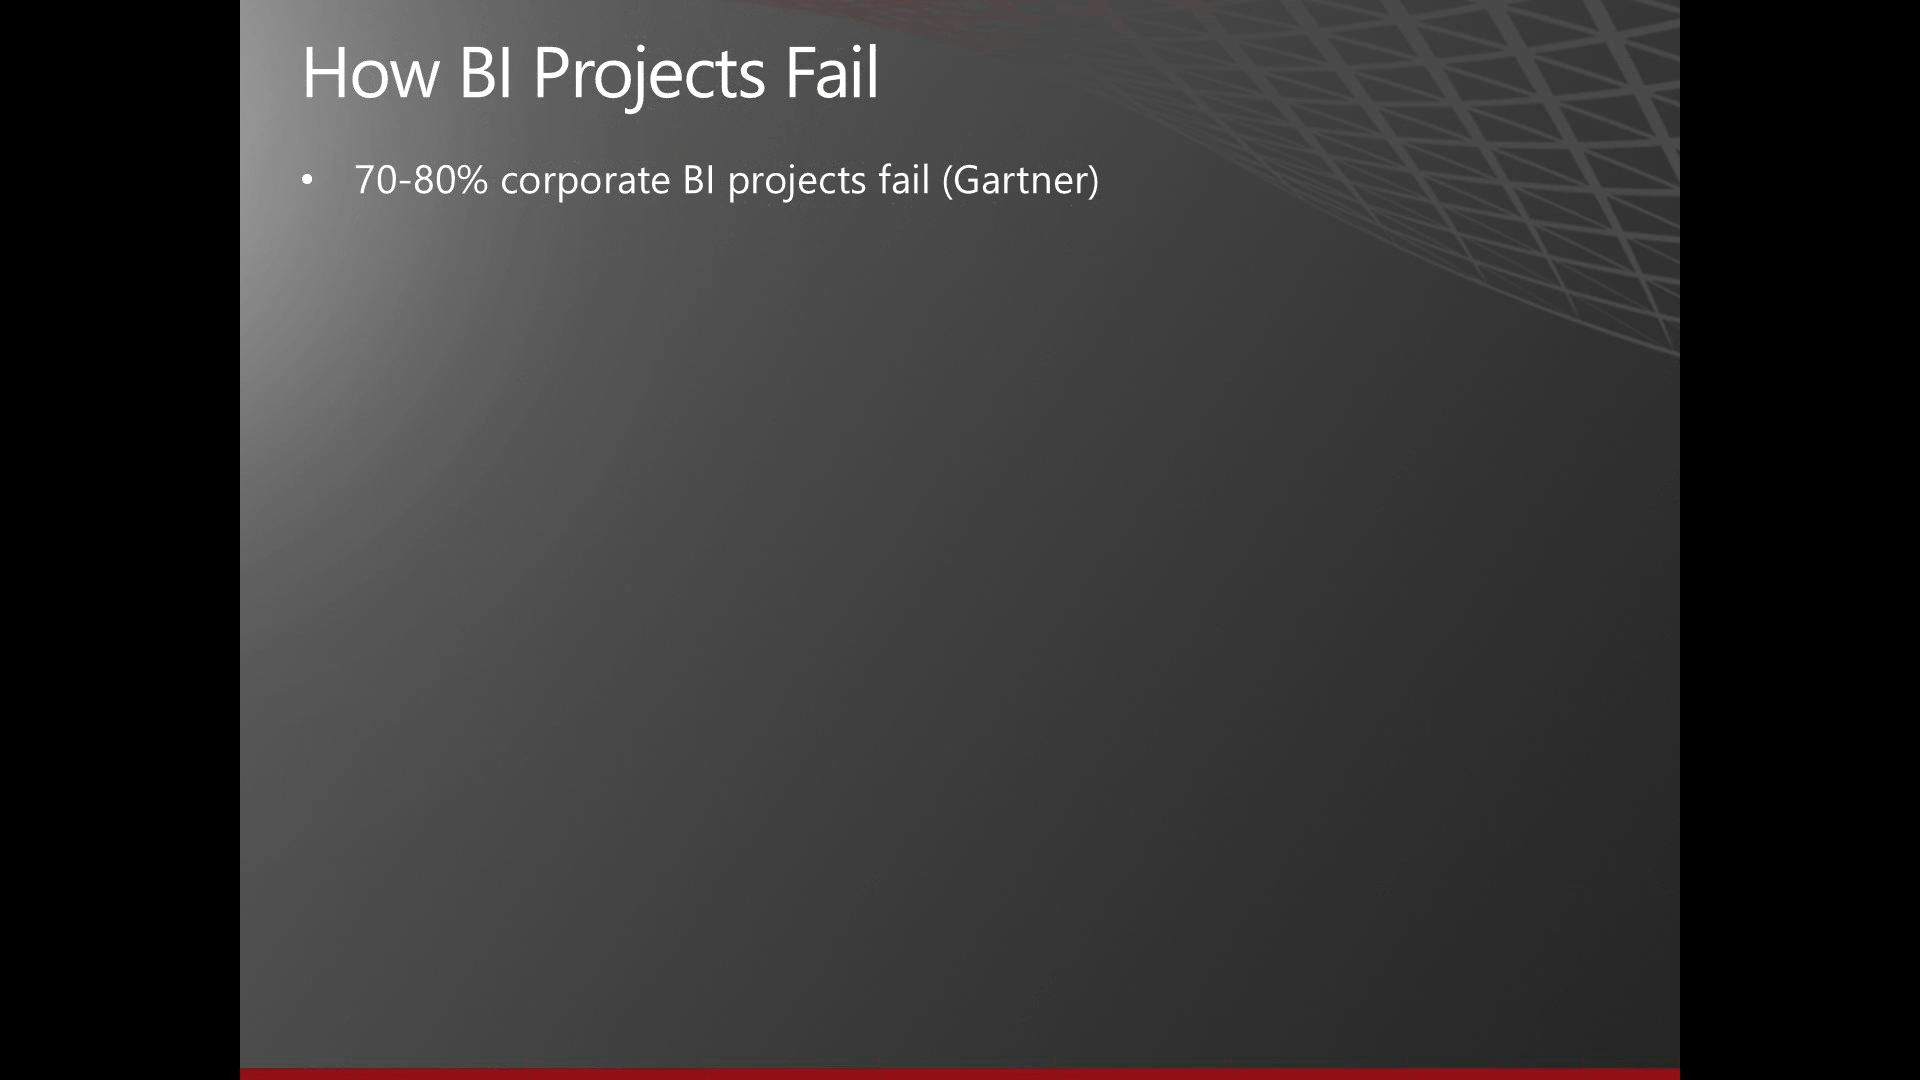 How BI Projects Fail
• 70-80% corporate BI projects fail (Gartner)